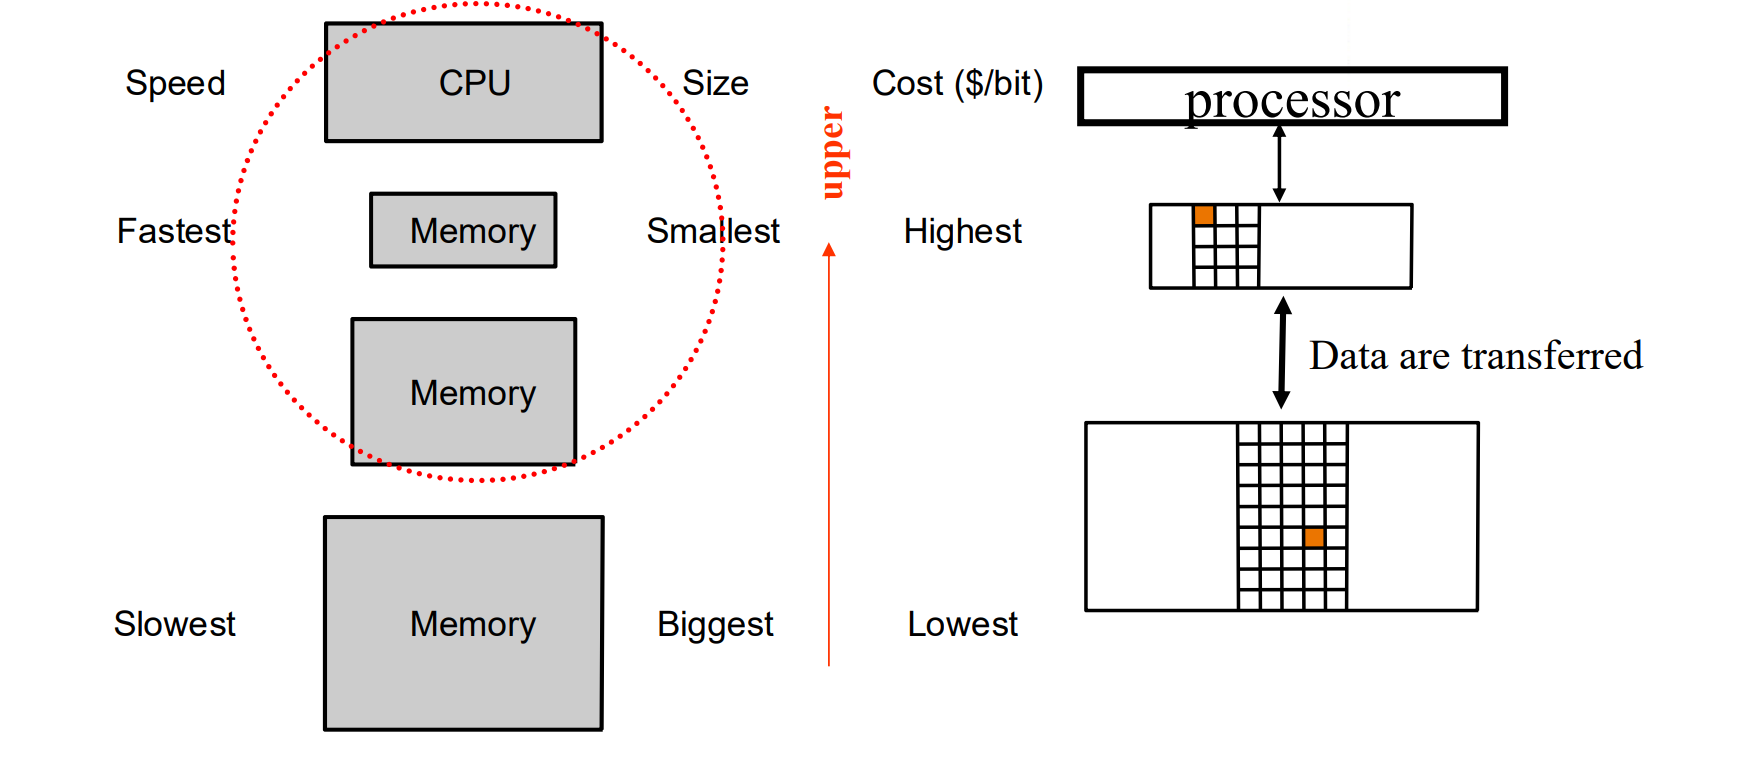 Speed CPU Size Cost ($/bit) processor
upper
Fastest Memory Smallest Highest
Data are transferred
Memory
Slowest Memory Biggest Lowest